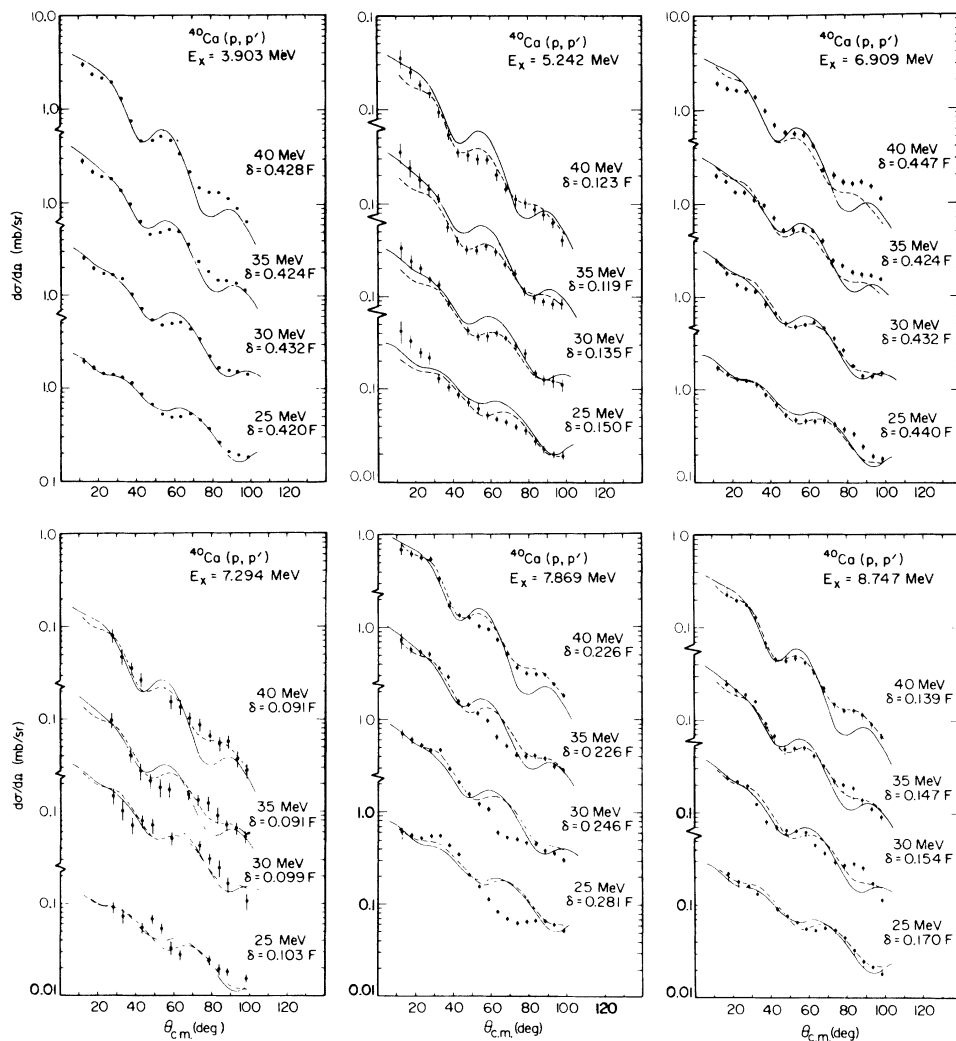 ⁴⁰Ca (p, p′)
Eₓ = 3.903 MeV
10.0
1.0
1.0
1.0
1.0
0.1
dσ/dΩ (mb/sr)
40 MeV
δ=0.428 F
35 MeV
δ=0.424 F
30 MeV
δ=0.432 F
25 MeV
δ=0.420 F
20 40 60 80 100 120
⁴⁰Ca (p, p′)
Eₓ = 5.242 MeV
0.1
0.1
0.1
0.1
0.01
40 MeV
δ=0.123 F
35 MeV
δ=0.119 F
30 MeV
δ=0.135 F
25 MeV
δ=0.150 F
20 40 60 80 100 120
⁴⁰Ca (p, p′)
Eₓ = 6.909 MeV
10.0
1.0
1.0
1.0
1.0
0.1
40 MeV
δ=0.447 F
35 MeV
δ=0.424 F
30 MeV
δ=0.432 F
25 MeV
δ=0.440 F
20 40 60 80 100 120
⁴⁰Ca (p, p′)
Eₓ = 7.294 MeV
1.0
0.1
0.1
0.1
0.1
0.01
dσ/dΩ (mb/sr)
40 MeV
δ=0.091 F
35 MeV
δ=0.091 F
30 MeV
δ=0.099 F
25 MeV
δ=0.103 F
20 40 60 80 100 120
θc.m. (deg)
⁴⁰Ca (p, p′)
Eₓ = 7.869 MeV
10.0
1.0
1.0
1.0
0.1
0.01
40 MeV
δ=0.226 F
35 MeV
δ=0.226 F
30 MeV
δ=0.246 F
25 MeV
δ=0.281 F
20 40 60 80 100 120
θc.m. (deg)
⁴⁰Ca (p, p′)
Eₓ = 8.747 MeV
1.0
0.1
0.1
0.1
0.1
0.01
40 MeV
δ=0.139 F
35 MeV
δ=0.147 F
30 MeV
δ=0.154 F
25 MeV
δ=0.170 F
20 40 60 80 100 120
θc.m. (deg)